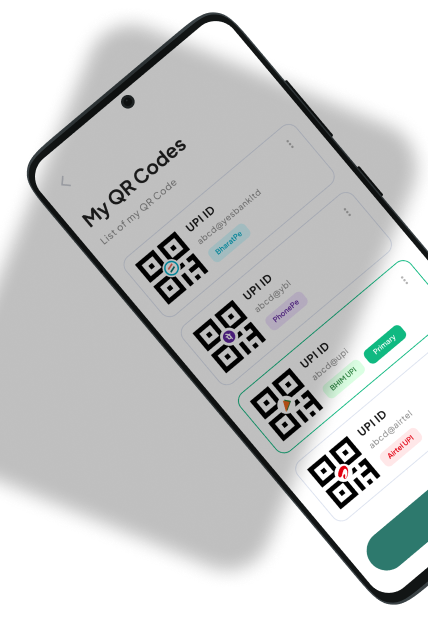 My QR Codes
List of my QR Code
UPI ID
abcd@yesbankltd
BharatPe
UPI ID
abcd@ybl
PhonePe
UPI ID
abcd@upi
BHIM UPI
Primary
UPI ID
abcd@airtel
Airtel UPI